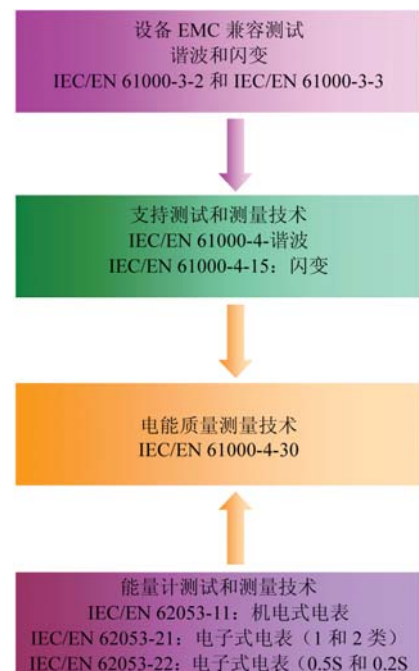 设备 EMC 兼容测试
谐波和闪变
IEC/EN 61000-3-2 和 IEC/EN 61000-3-3
支持测试和测量技术
IEC/EN 61000-4-谐波
IEC/EN 61000-4-15：闪变
电能质量测量技术
IEC/EN 61000-4-30
能量计测试和测量技术
IEC/EN 62053-11：机电式电表
IEC/EN 62053-21：电子式电表（1 和 2 类）
IEC/EN 62053-22：电子式电表（0.5S 和 0.2S